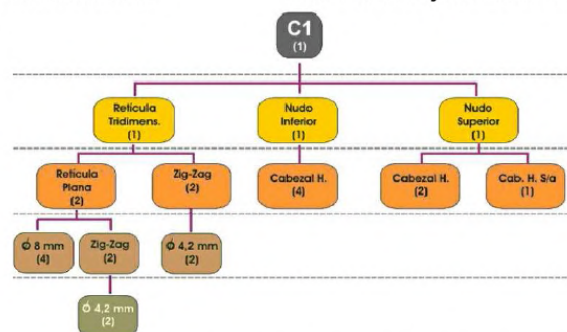 C1
(1)
Retícula
Tridimens.
(1)
Nudo
Inferior
(1)
Nudo
Superior
(1)
Retícula
Plana
(2)
Zig-Zag
(2)
Cabezal H.
(4)
Cabezal H.
(2)
Cab. H. S/a
(1)
ϕ 8 mm
(4)
Zig-Zag
(2)
ϕ 4,2 mm
(2)
ϕ 4,2 mm
(2)